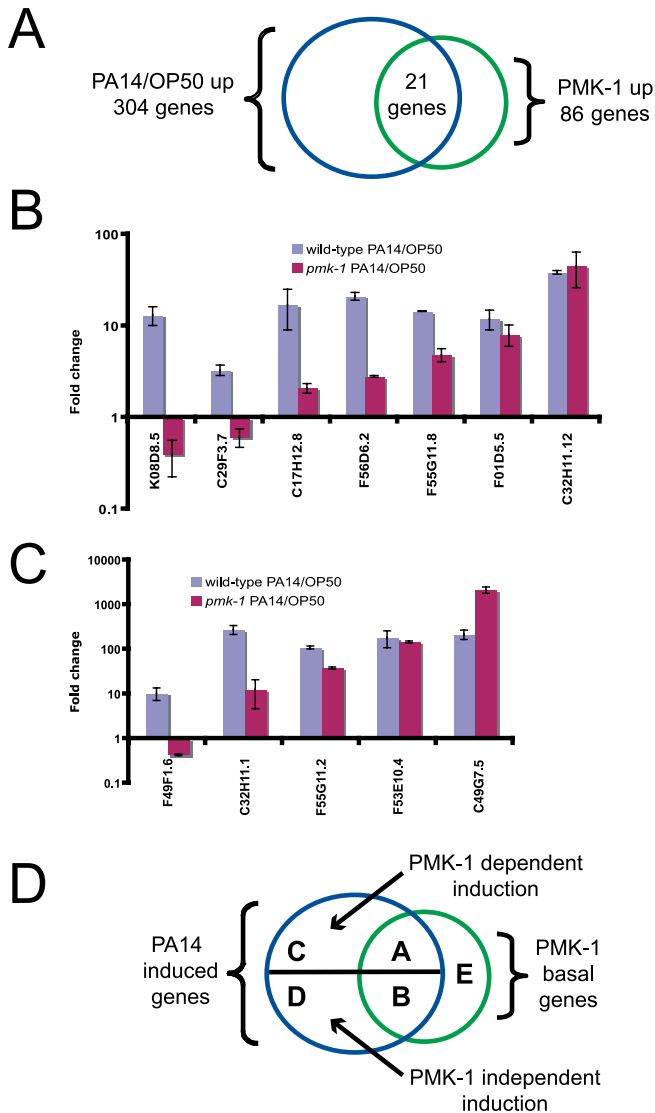 A
PA14/OP50 up
304 genes
21
genes
PMK-1 up
86 genes
B
wild-type PA14/OP50
pmk-1 PA14/OP50
Fold change
100
10
1
0.1
K08D8.5
C29F3.7
C17H12.8
F56D6.2
F55G11.8
F01D5.5
C32H11.12
C
wild-type PA14/OP50
pmk-1 PA14/OP50
Fold change
10000
1000
100
10
1
0.1
F49F1.6
C32H11.1
F55G11.2
F53E10.4
C49G7.5
D
PMK-1 dependent
induction
PA14
induced
genes
C
A
E
D
B
PMK-1
basal
genes
PMK-1 independent
induction